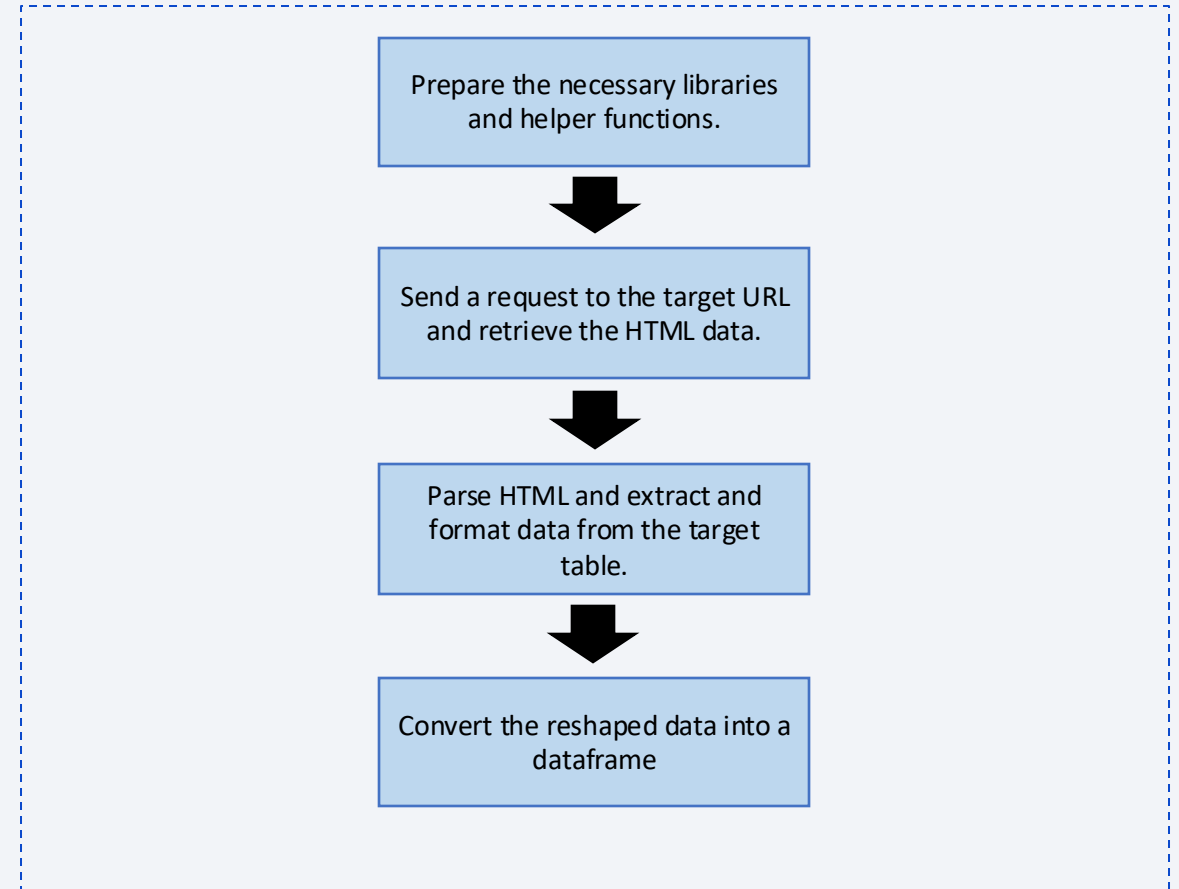 Prepare the necessary libraries
and helper functions.
Send a request to the target URL
and retrieve the HTML data.
Parse HTML and extract and
format data from the target
table.
Convert the reshaped data into a
dataframe